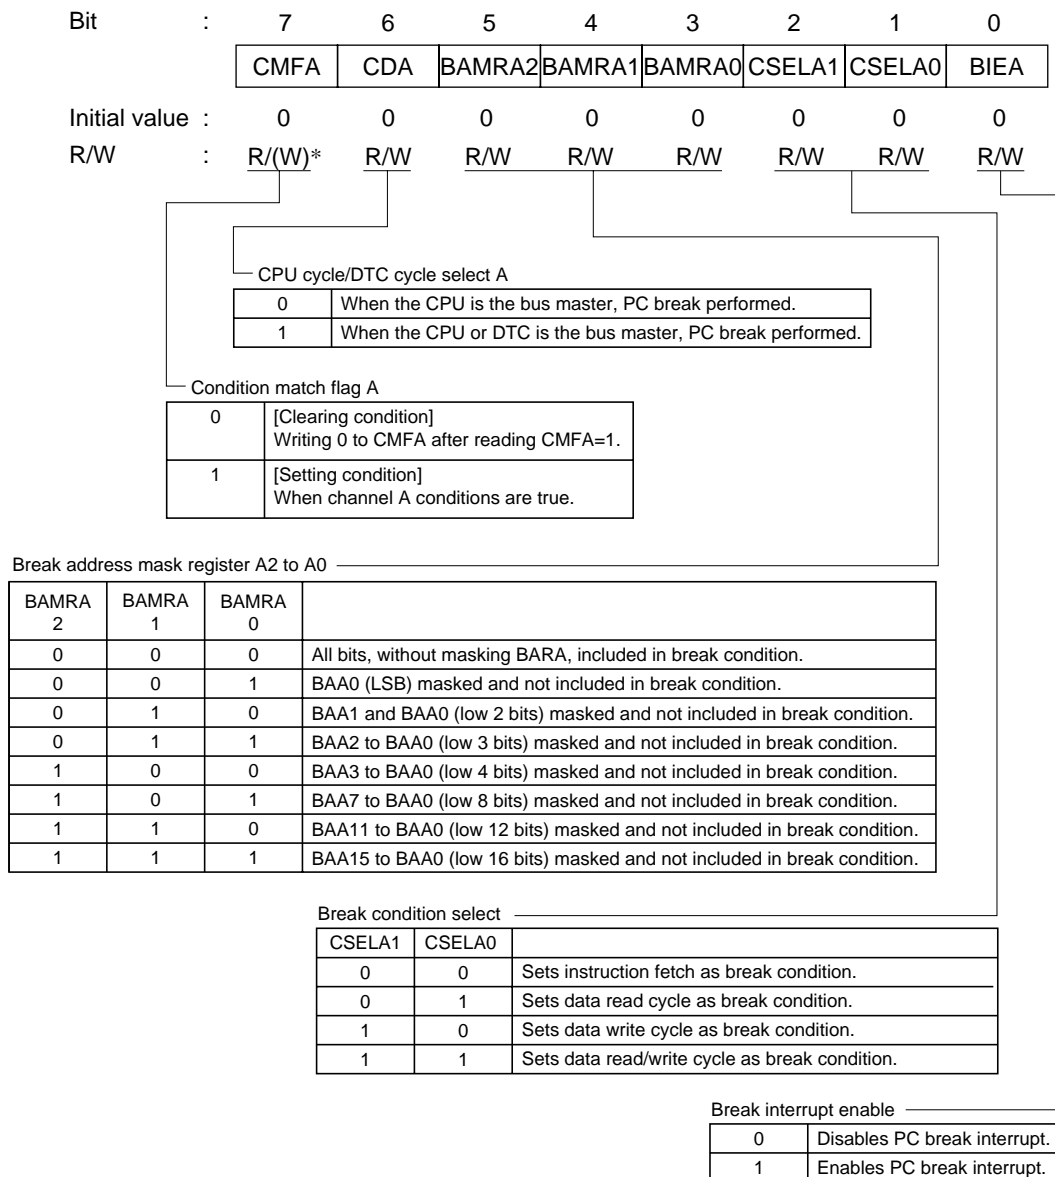 Bit : 7 6 5 4 3 2 1 0
CMFA CDA BAMRA2 BAMRA1 BAMRA0 CSELA1 CSELA0 BIEA
Initial value : 0 0 0 0 0 0 0 0
R/W : R/(W)* R/W R/W R/W R/W R/W R/W R/W
CPU cycle/DTC cycle select A
0 When the CPU is the bus master, PC break performed.
1 When the CPU or DTC is the bus master, PC break performed.
Condition match flag A
0 [Clearing condition]
Writing 0 to CMFA after reading CMFA=1.
1 [Setting condition]
When channel A conditions are true.
Break address mask register A2 to A0
BAMRA BAMRA BAMRA
2 1 0
0 0 0 All bits, without masking BARA, included in break condition.
0 0 1 BAA0 (LSB) masked and not included in break condition.
0 1 0 BAA1 and BAA0 (low 2 bits) masked and not included in break condition.
0 1 1 BAA2 to BAA0 (low 3 bits) masked and not included in break condition.
1 0 0 BAA3 to BAA0 (low 4 bits) masked and not included in break condition.
1 0 1 BAA7 to BAA0 (low 8 bits) masked and not included in break condition.
1 1 0 BAA11 to BAA0 (low 12 bits) masked and not included in break condition.
1 1 1 BAA15 to BAA0 (low 16 bits) masked and not included in break condition.
Break condition select
CSELA1 CSELA0
0 0 Sets instruction fetch as break condition.
0 1 Sets data read cycle as break condition.
1 0 Sets data write cycle as break condition.
1 1 Sets data read/write cycle as break condition.
Break interrupt enable
0 Disables PC break interrupt.
1 Enables PC break interrupt.